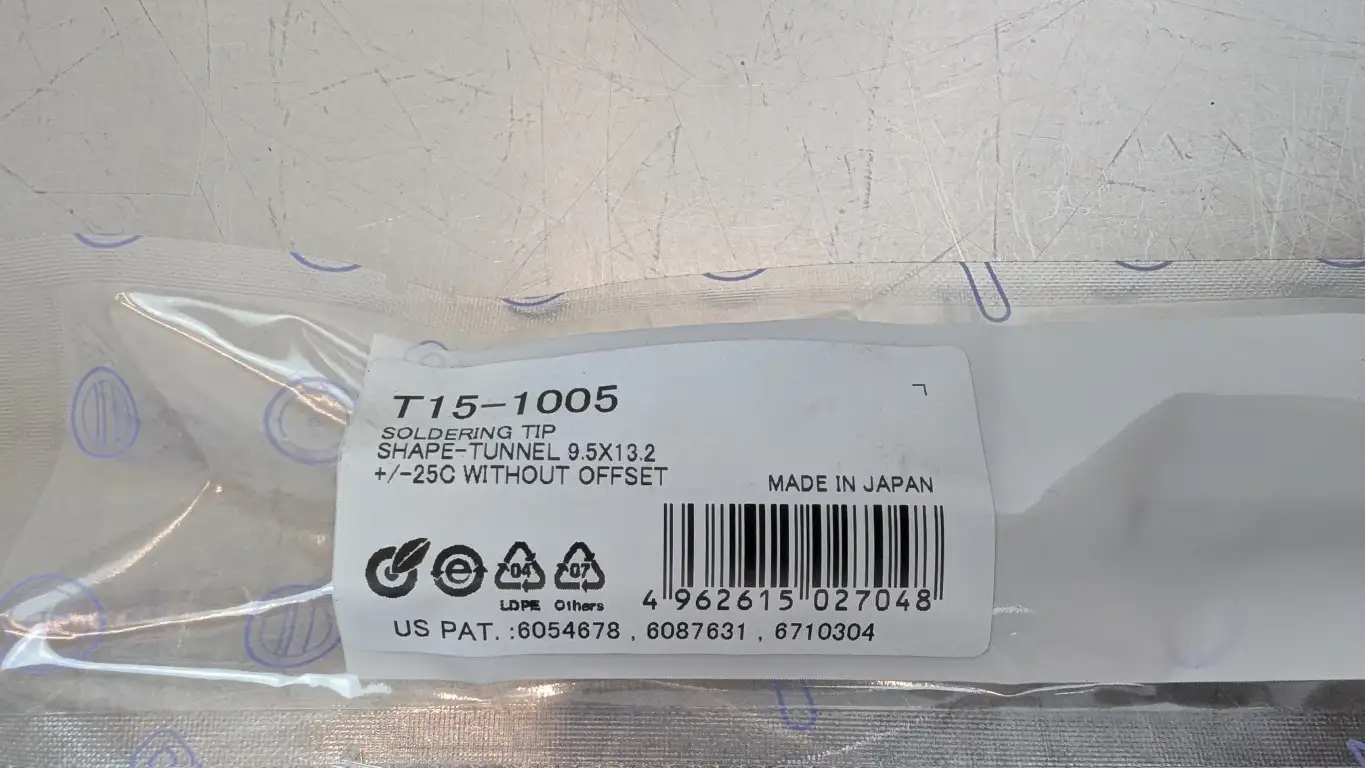 T15-1005
SOLDERING TIP
SHAPE-TUNNEL 9.5X13.2
+/-25C WITHOUT OFFSET
MADE IN JAPAN
e
04
07
LDPE Others
4 962615 027048
US PAT. :6054678 , 6087631 , 6710304